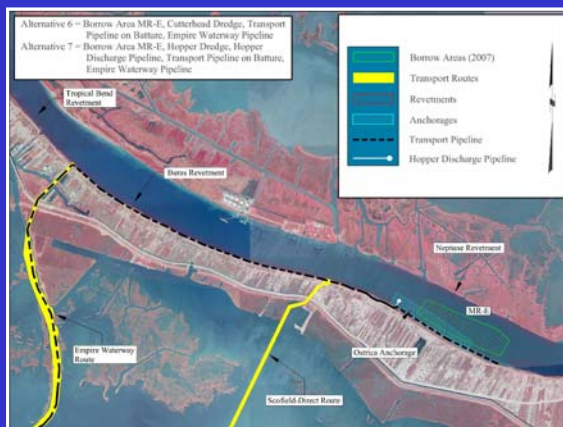 Alternative 6 = Borrow Area MR-E, Cutterhead Dredge, Transport
Pipeline on Batture, Empire Waterway Pipeline
Alternative 7 = Borrow Area MR-E, Hopper Dredge, Hopper
Discharge Pipeline, Transport Pipeline on Batture,
Empire Waterway Pipeline
Tropical Bend
Revetment
Buras Revetment
Borrow Areas (2007)
Transport Routes
Revetments
Anchorages
Transport Pipeline
Hopper Discharge Pipeline
Neptune Revetment
MR-E
Empire Waterway
Route
Ostrica Anchorage
Scofield-Direct Route